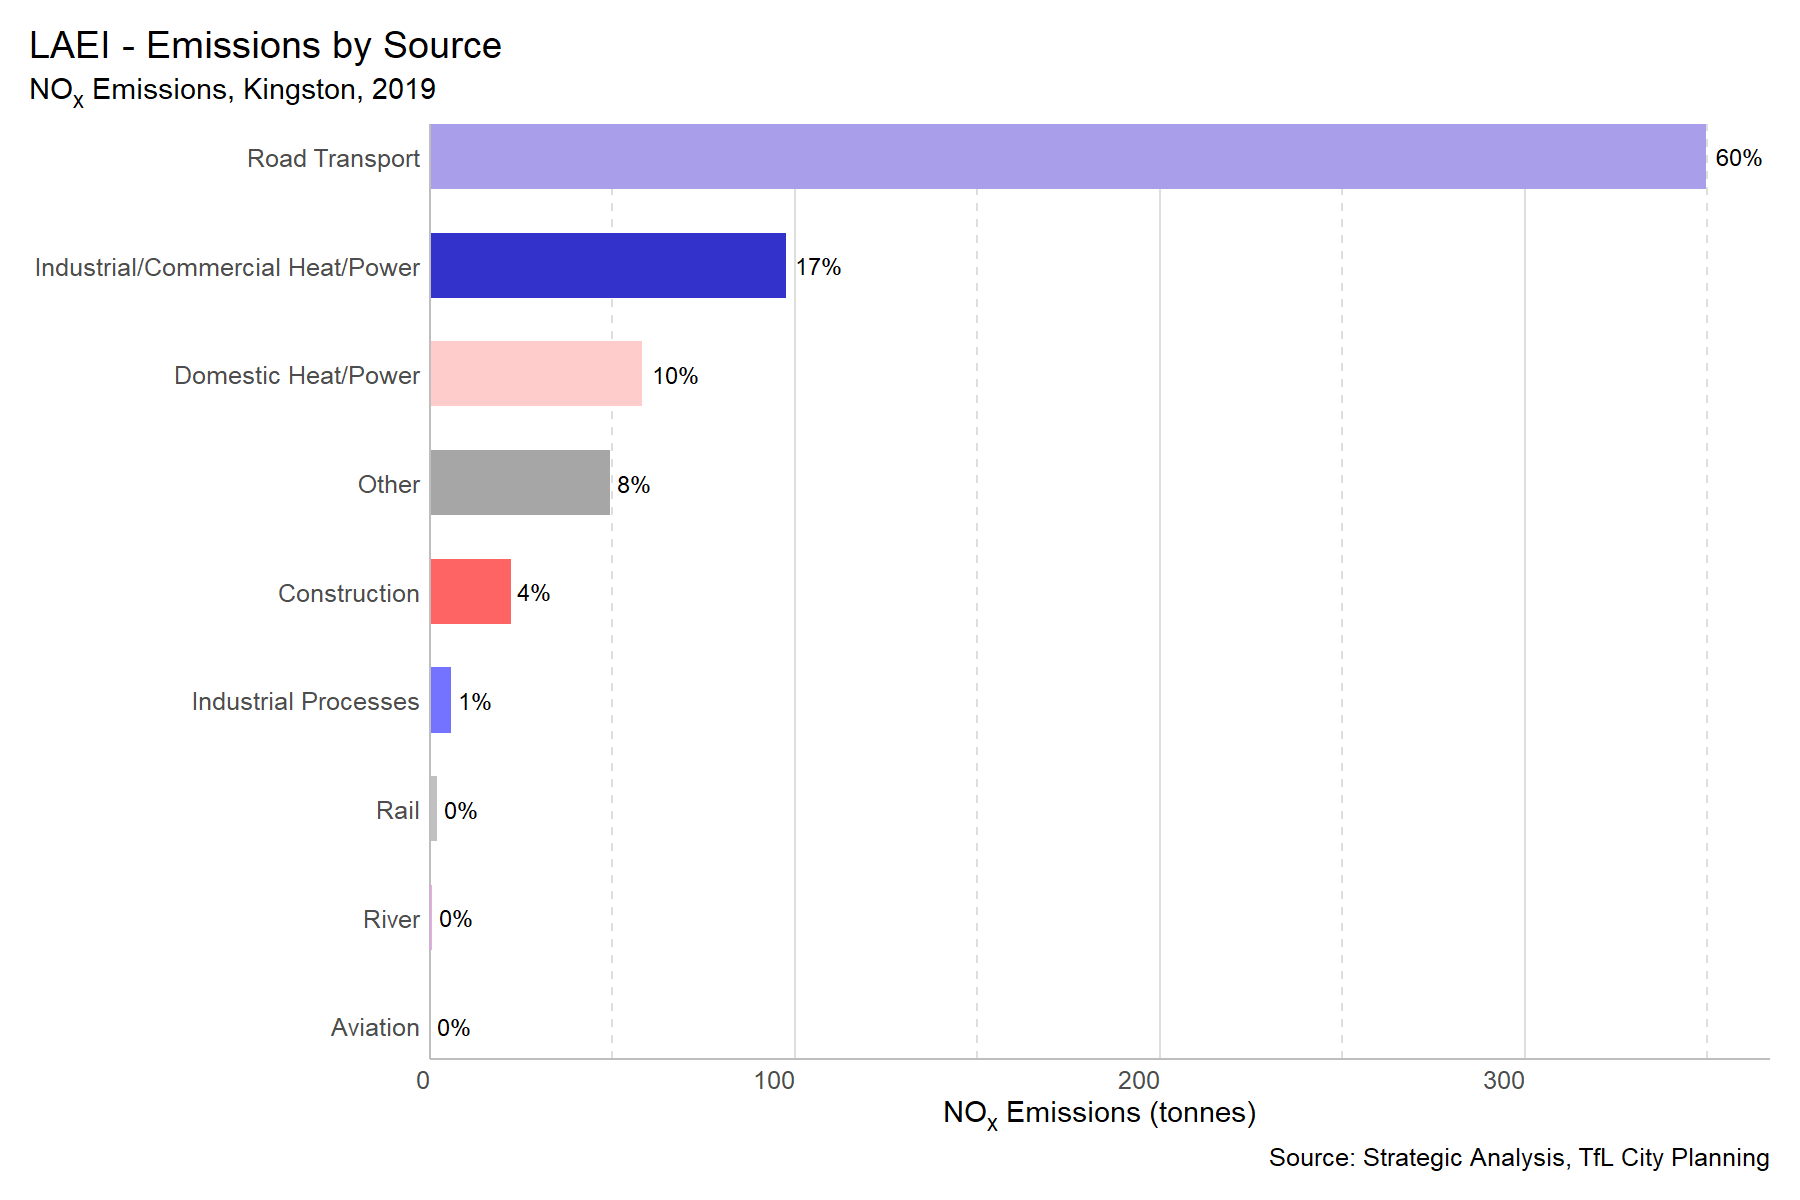 LAEI - Emissions by Source
NOx Emissions, Kingston, 2019
Road Transport 60%
Industrial/Commercial Heat/Power 17%
Domestic Heat/Power 10%
Other 8%
Construction 4%
Industrial Processes 1%
Rail 0%
River 0%
Aviation 0%
0 100 200 300
NOx Emissions (tonnes)
Source: Strategic Analysis, TfL City Planning